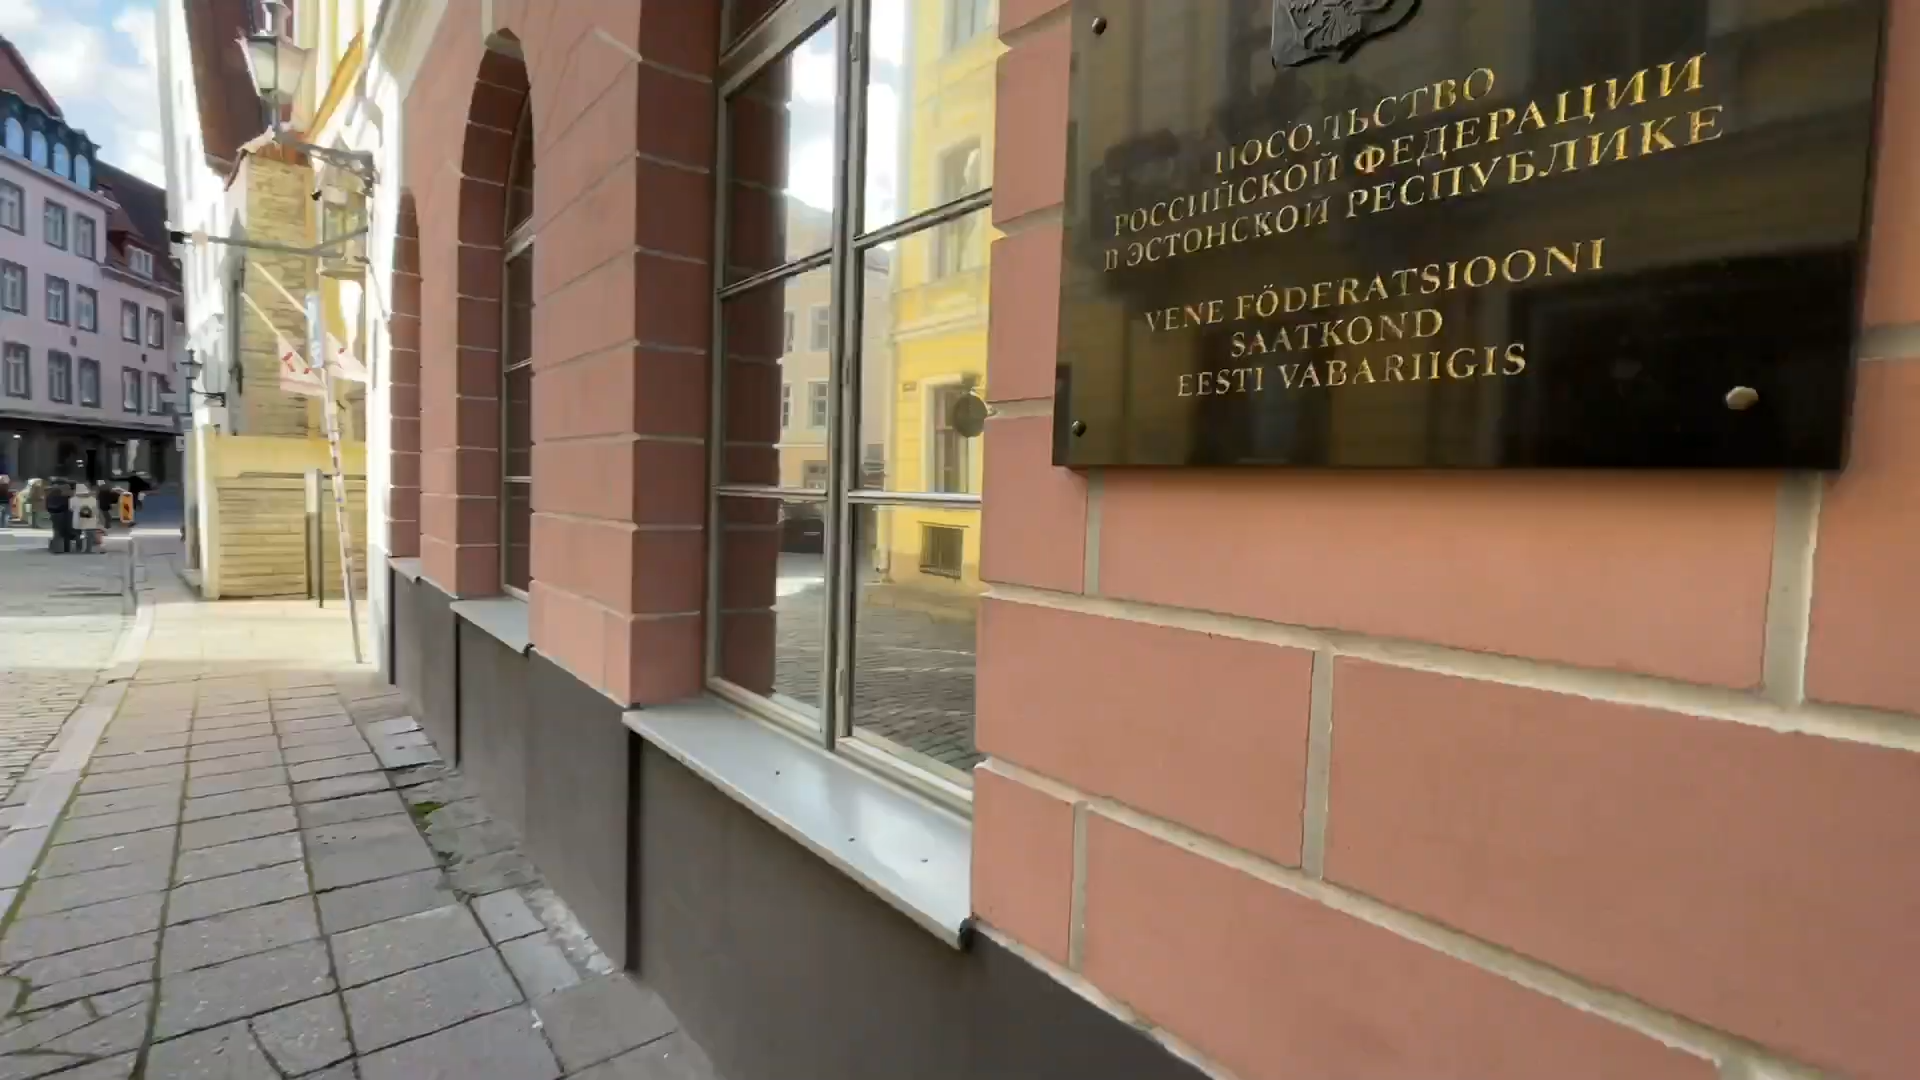 ПОСОЛЬСТВО
РОССИЙСКОЙ ФЕДЕРАЦИИ
В ЭСТОНСКОЙ РЕСПУБЛИКЕ
VENE FÖDERATSIOONI
SAATKOND
EESTI VABARIIGIS